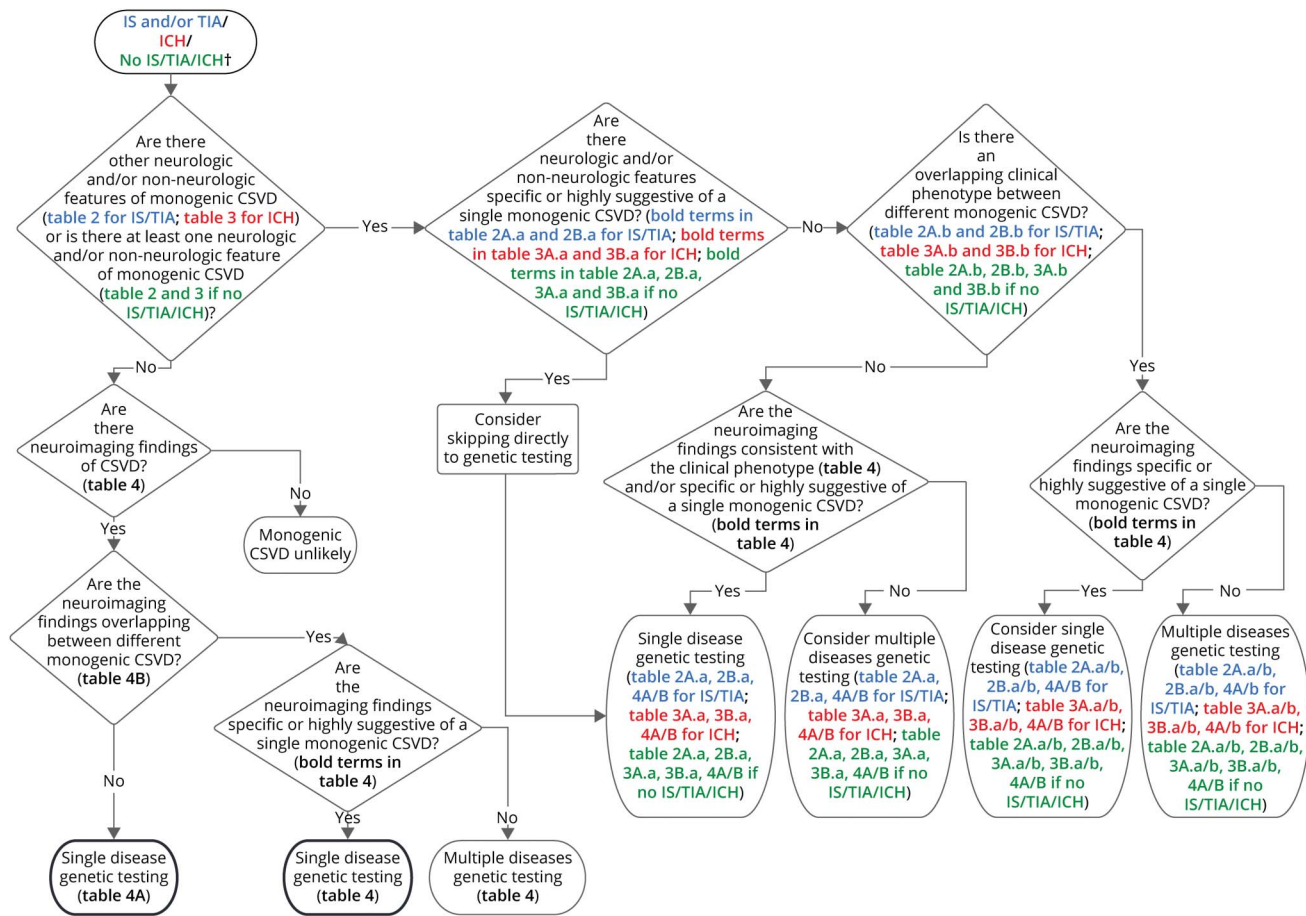 IS and/or TIA/
ICH/
No IS/TIA/ICH†
Are there
other neurologic
and/or non-neurologic
features of monogenic CSVD
(table 2 for IS/TIA; table 3 for ICH)
or is there at least one neurologic
and/or non-neurologic feature
of monogenic CSVD
(table 2 and 3 if no
IS/TIA/ICH)?
Yes
Are
there
neurologic and/or
non-neurologic features
specific or highly suggestive of a
single monogenic CSVD? (bold terms in
table 2A.a and 2B.a for IS/TIA; bold terms
in table 3A.a and 3B.a for ICH; bold
terms in table 2A.a, 2B.a,
3A.a and 3B.a if no
IS/TIA/ICH)
No
Is there
an
overlapping clinical
phenotype between
different monogenic CSVD?
(table 2A.b and 2B.b for IS/TIA;
table 3A.b and 3B.b for ICH;
table 2A.b, 2B.b, 3A.b
and 3B.b if no
IS/TIA/ICH)
No
Yes
No
Yes
Are
there
neuroimaging findings
of CSVD?
(table 4)
Consider
skipping directly
to genetic testing
Are the
neuroimaging
findings consistent with
the clinical phenotype (table 4)
and/or specific or highly suggestive of
a single monogenic CSVD?
(bold terms in
table 4)
Are the
neuroimaging
findings specific or
highly suggestive of a single
monogenic CSVD?
(bold terms in
table 4)
No
Yes
Monogenic
CSVD unlikely
Are the
neuroimaging
findings overlapping
between different
monogenic CSVD?
(table 4B)
Yes
Are
the
neuroimaging findings
specific or highly suggestive of a
single monogenic CSVD?
(bold terms in
table 4)
Yes
No
Yes
No
Single disease
genetic testing
(table 2A.a, 2B.a,
4A/B for IS/TIA;
table 3A.a, 3B.a,
4A/B for ICH;
table 2A.a, 2B.a,
3A.a, 3B.a, 4A/B if
no IS/TIA/ICH)
Consider multiple
diseases genetic
testing (table 2A.a,
2B.a, 4A/B for IS/TIA;
table 3A.a, 3B.a,
4A/B for ICH; table
2A.a, 2B.a, 3A.a,
3B.a, 4A/B if no
IS/TIA/ICH)
Consider single
disease genetic
testing (table 2A.a/b,
2B.a/b, 4A/B for
IS/TIA; table 3A.a/b,
3B.a/b, 4A/B for ICH;
table 2A.a/b, 2B.a/b,
3A.a/b, 3B.a/b,
4A/B if no
IS/TIA/ICH)
Multiple diseases
genetic testing
(table 2A.a/b,
2B.a/b, 4A/b for
IS/TIA; table 3A.a/b,
3B.a/b, 4A/b for ICH;
table 2A.a/b, 2B.a/b,
3A.a/b, 3B.a/b,
4A/B if no
IS/TIA/ICH)
No
Yes
No
Single disease
genetic testing
(table 4A)
Single disease
genetic testing
(table 4)
Multiple diseases
genetic testing
(table 4)